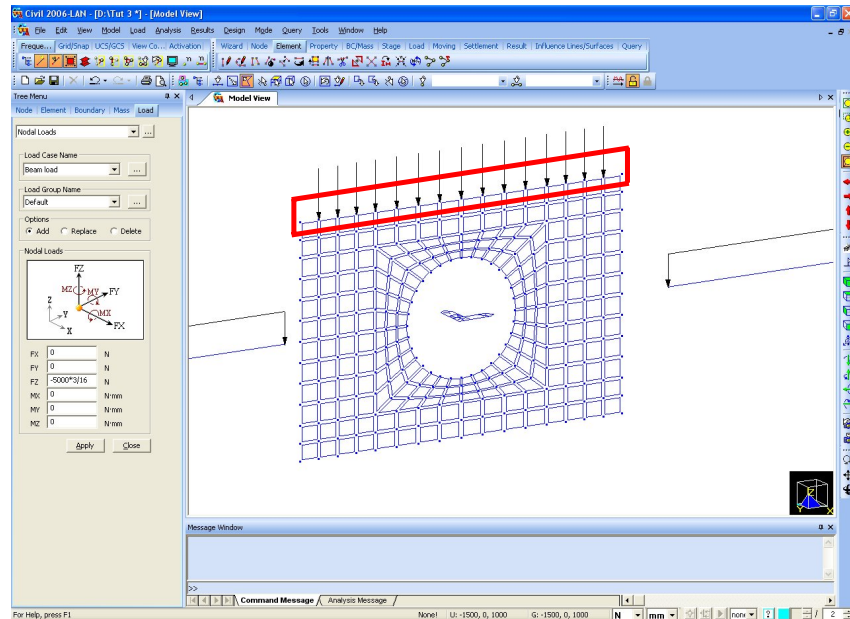 Civil 2006-LAN - [D:\Tut 3 *] - [Model View]
File Edit View Model Load Analysis Results Design Mode Query Tools Window Help
Freque... Grid/Snap UCS/GCS View Co... Activation Wizard Node Element Property BC/Mass Stage Load Moving Settlement Result Influence Lines/Surfaces Query
Tree Menu
Node Element Boundary Mass Load
Model View
Nodal Loads
...
Load Case Name
Beam load
...
Load Group Name
Default
...
Options
Add Replace Delete
Nodal Loads
FZ
MZ MY FY
MX
FX
Z
Y
X
FX 0 N
FY 0 N
FZ -5000*3/16 N
MX 0 N·mm
MY 0 N·mm
MZ 0 N·mm
Apply Close
Message Window
>>
Command Message Analysis Message
For Help, press F1 None! U: -1500, 0, 1000 G: -1500, 0, 1000 N mm non ? / 2